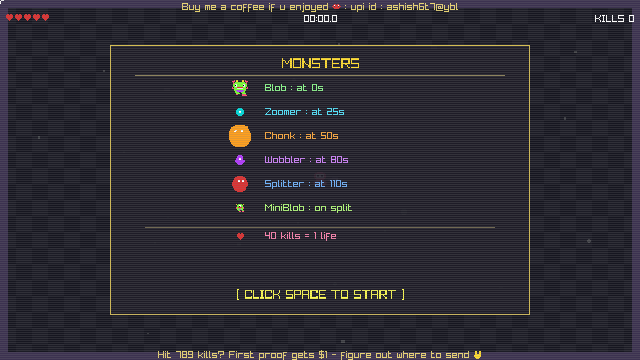 Buy me a coffee if u enjoyed ❤️ : upi id : ashish6t7@ybl
00:00.0
KILLS 0
MONSTERS
Blob : at 0s
Zoomer : at 25s
Chonk : at 50s
Wobbler : at 80s
Splitter : at 110s
MiniBlob : on split
40 kills = 1 life
[ CLICK SPACE TO START ]
Hit 789 kills? First proof gets $1 - figure out where to send 🤘